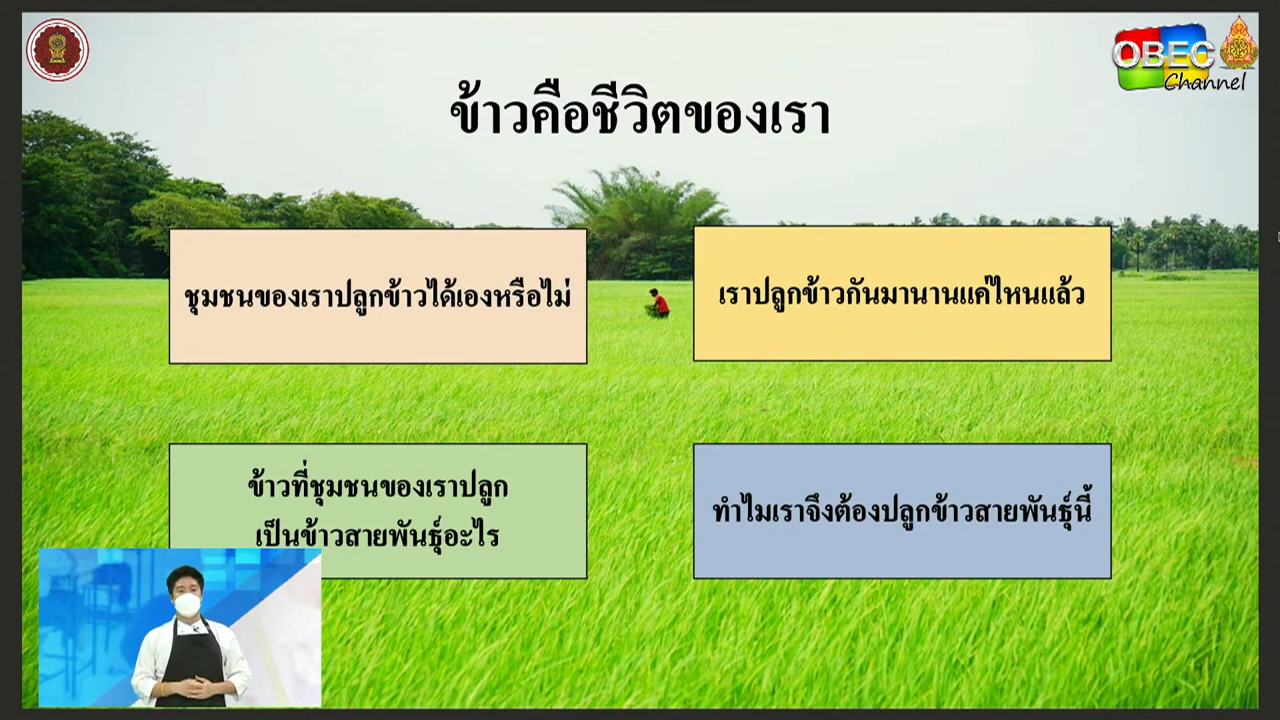 OBEC
Channel
ข้าวคือชีวิตของเรา
ชุมชนของเราปลูกข้าวได้เองหรือไม่
เราปลูกข้าวกันมานานแค่ไหนแล้ว
ข้าวที่ชุมชนของเราปลูก
เป็นข้าวสายพันธุ์อะไร
ทำไมเราจึงต้องปลูกข้าวสายพันธุ์นี้